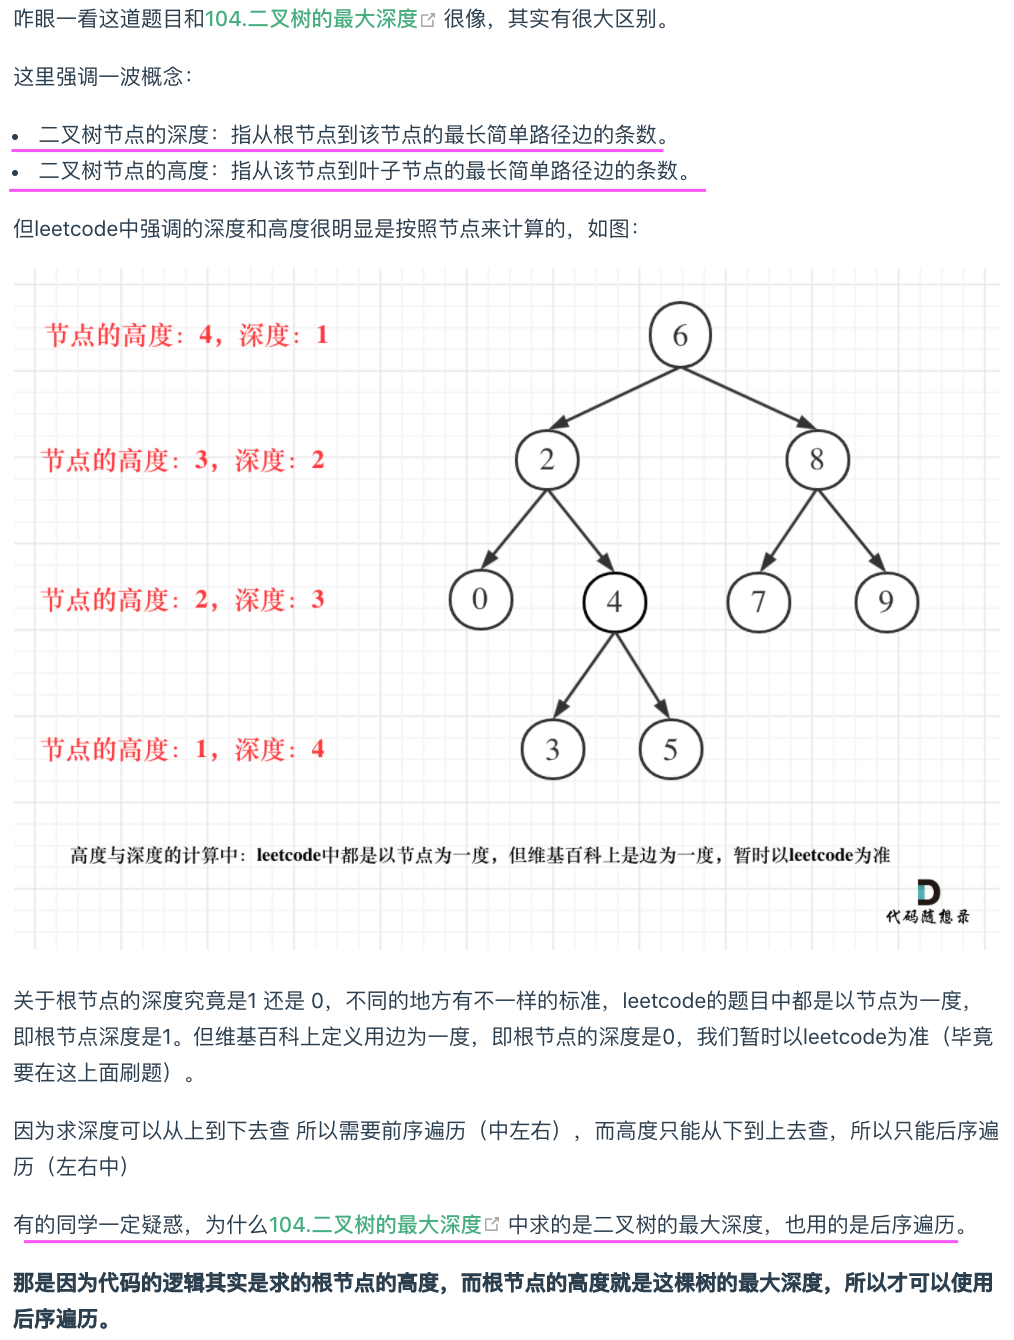 咋眼一看这道题目和104.二叉树的最大深度 很像，其实有很大区别。
这里强调一波概念：
• 二叉树节点的深度：指从根节点到该节点的最长简单路径边的条数。
• 二叉树节点的高度：指从该节点到叶子节点的最长简单路径边的条数。
但leetcode中强调的深度和高度很明显是按照节点来计算的，如图：
节点的高度：4，深度：1
6
节点的高度：3，深度：2
2
8
节点的高度：2，深度：3
0
4
7
9
节点的高度：1，深度：4
3
5
高度与深度的计算中：leetcode中都是以节点为一度，但维基百科上是边为一度，暂时以leetcode为准
代码随想录
关于根节点的深度究竟是1 还是 0，不同的地方有不一样的标准，leetcode的题目中都是以节点为一度，
即根节点深度是1。但维基百科上定义用边为一度，即根节点的深度是0，我们暂时以leetcode为准（毕竟
要在这上面刷题）。
因为求深度可以从上到下去查 所以需要前序遍历（中左右），而高度只能从下到上去查，所以只能后序遍
历（左右中）
有的同学一定疑惑，为什么104.二叉树的最大深度 中求的是二叉树的最大深度，也用的是后序遍历。
那是因为代码的逻辑其实是求的根节点的高度，而根节点的高度就是这棵树的最大深度，所以才可以使用
后序遍历。